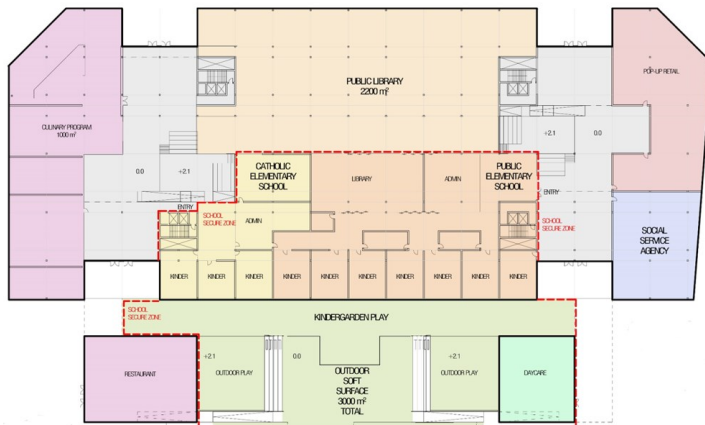 PUBLIC LIBRARY
2200 m²
POP-UP RETAIL
CULINARY PROGRAM
1000 m²
+2.1
0.0
0.0
+2.1
CATHOLIC
ELEMENTARY
SCHOOL
LIBRARY
ADMIN
PUBLIC
ELEMENTARY
SCHOOL
ENTRY
ENTRY
SCHOOL
SECURE ZONE
ADMIN
SCHOOL
SECURE ZONE
SOCIAL
SERVICE
AGENCY
KINDER
KINDER
KINDER
KINDER
KINDER
KINDER
KINDER
KINDER
KINDER
KINDER
SCHOOL
SECURE ZONE
KINDERGARDEN PLAY
+2.1
0.0
+2.1
RESTAURANT
OUTDOOR PLAY
OUTDOOR
SOFT
SURFACE
3000 m²
TOTAL
OUTDOOR PLAY
DAYCARE